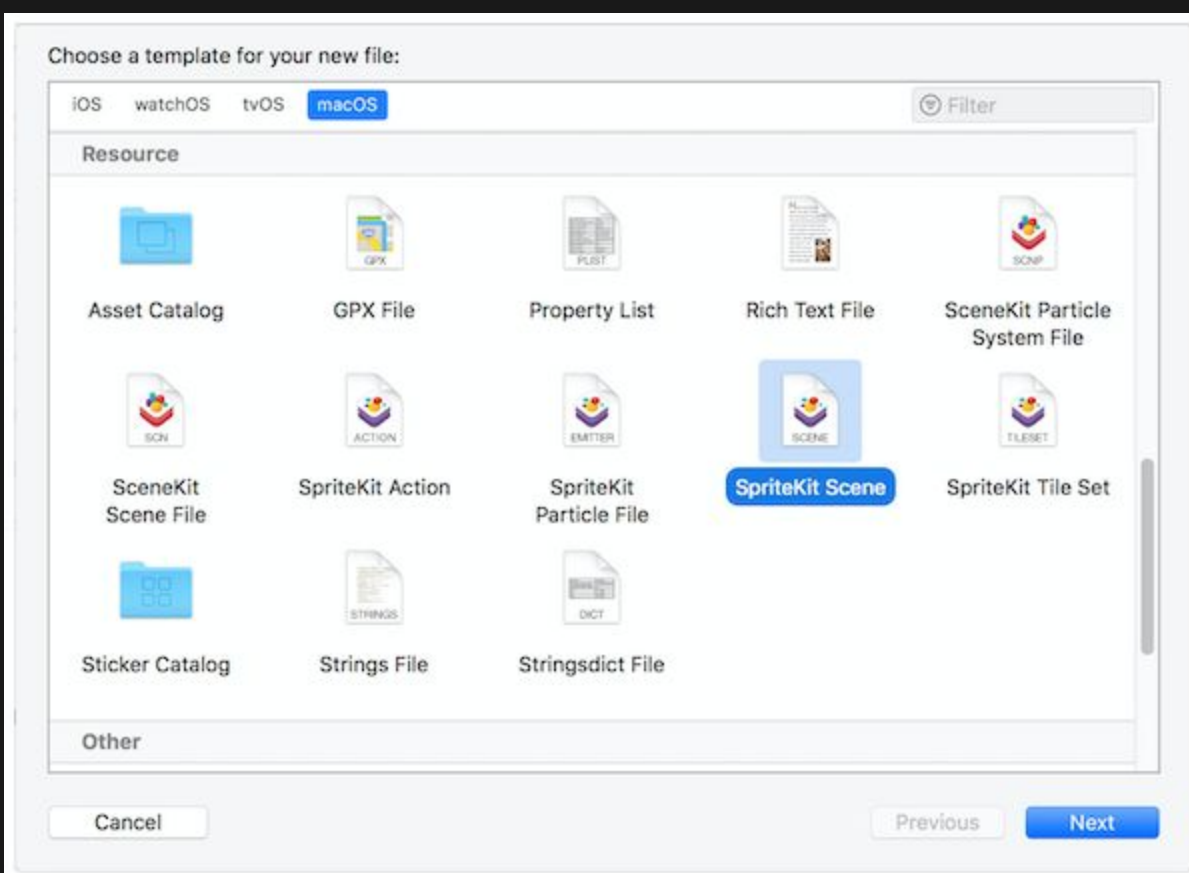 Choose a template for your new file:
iOS watchOS tvOS macOS Filter
Resource
GPX PLIST SCNP
Asset Catalog GPX File Property List Rich Text File SceneKit Particle
System File
SCN ACTION EMITTER SCENE TILESET
SceneKit SpriteKit Action SpriteKit SpriteKit Scene SpriteKit Tile Set
Scene File Particle File
STRINGS DICT
Sticker Catalog Strings File Stringsdict File
Other
Cancel Previous Next